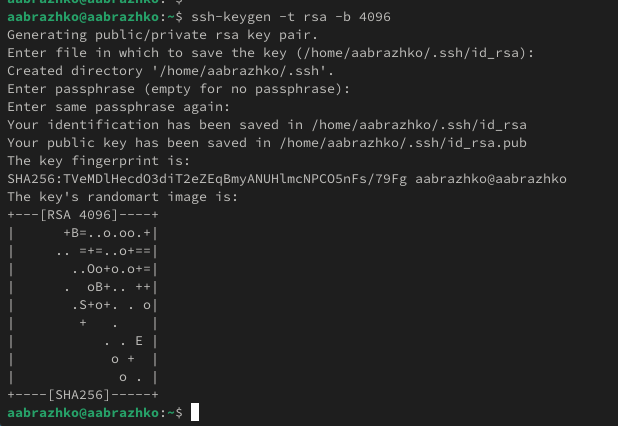 aabrazhko@aabrazhko:~$ ssh-keygen -t rsa -b 4096
Generating public/private rsa key pair.
Enter file in which to save the key (/home/aabrazhko/.ssh/id_rsa):
Created directory '/home/aabrazhko/.ssh'.
Enter passphrase (empty for no passphrase):
Enter same passphrase again:
Your identification has been saved in /home/aabrazhko/.ssh/id_rsa
Your public key has been saved in /home/aabrazhko/.ssh/id_rsa.pub
The key fingerprint is:
SHA256:TVeMDlHecdO3diT2eZEqBmyANUHlmcNPCO5nFs/79Fg aabrazhko@aabrazhko
The key's randomart image is:
+---[RSA 4096]----+
|      +B=..o.oo.+|
|     .. =+=..o+==|
|       ..Oo+o.o+=|
|      .  oB+.. ++|
|       .S+o+. . o|
|        +   .    |
|           . . E |
|            o +  |
|             o . |
+----[SHA256]-----+
aabrazhko@aabrazhko:~$